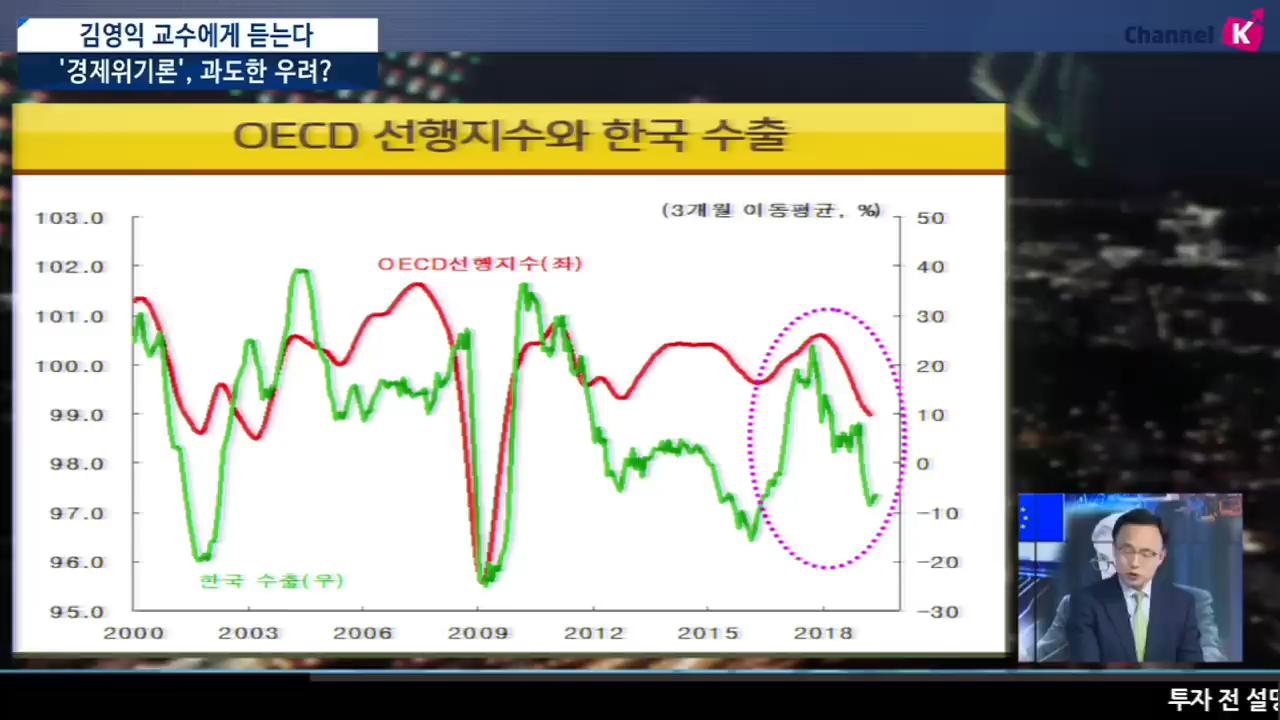 김영익 교수에게 듣는다
Channel K
'경제위기론', 과도한 우려?
OECD 선행지수와 한국 수출
(3개월 이동평균, %)
103.0
102.0
101.0
100.0
99.0
98.0
97.0
96.0
95.0
OECD선행지수(좌)
한국 수출(우)
50
40
30
20
10
0
-10
-20
-30
2000 2003 2006 2009 2012 2015 2018
투자 전 설명